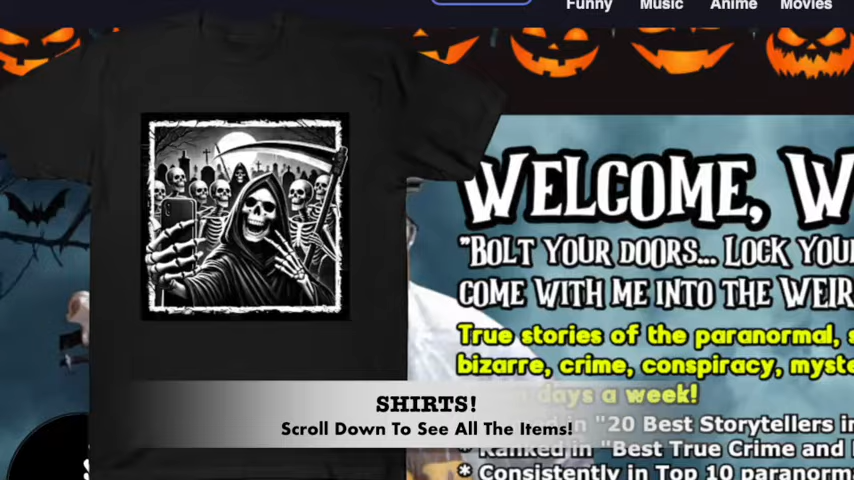 Funny Music Anime Movies
WELCOME, W
"BOLT YOUR DOORS... LOCK YOU
COME WITH ME INTO THE WEIR
True stories of the paranormal, s
bizarre, crime, conspiracy, myste
days a week!
in "20 Best Storytellers in
* Ranked in "Best True Crime and
* Consistently in Top 10 paranorm
SHIRTS!
Scroll Down To See All The Items!